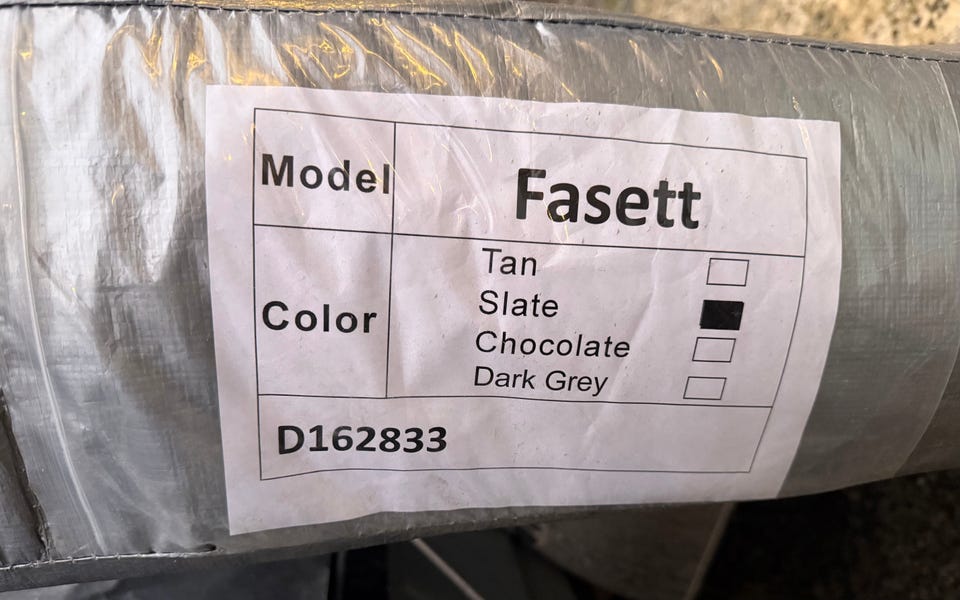 Model
Fasett
Color
Tan
Slate
Chocolate
Dark Grey
D162833